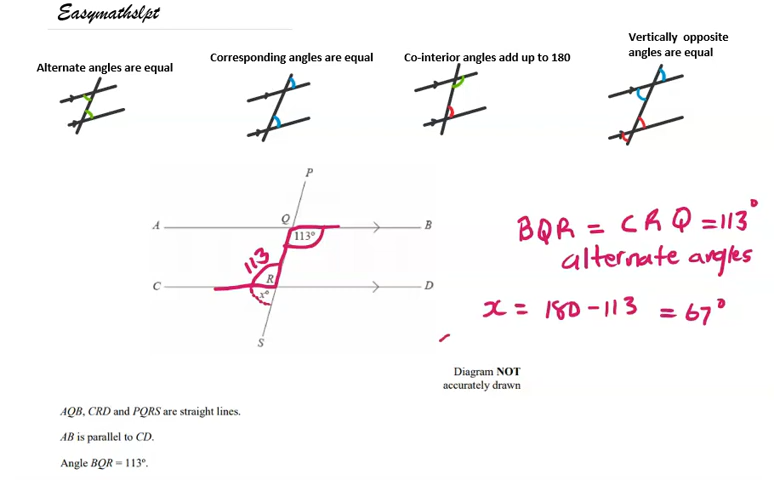 Easymathslpt
Alternate angles are equal
Corresponding angles are equal
Co-interior angles add up to 180
Vertically opposite
angles are equal
P
A
Q
B
113°
113
R
C
D
x°
S
BQR = CRQ = 113°
alternate angles
x = 180 - 113 = 67°
Diagram NOT
accurately drawn
AQB, CRD and PQRS are straight lines.
AB is parallel to CD.
Angle BQR = 113°.